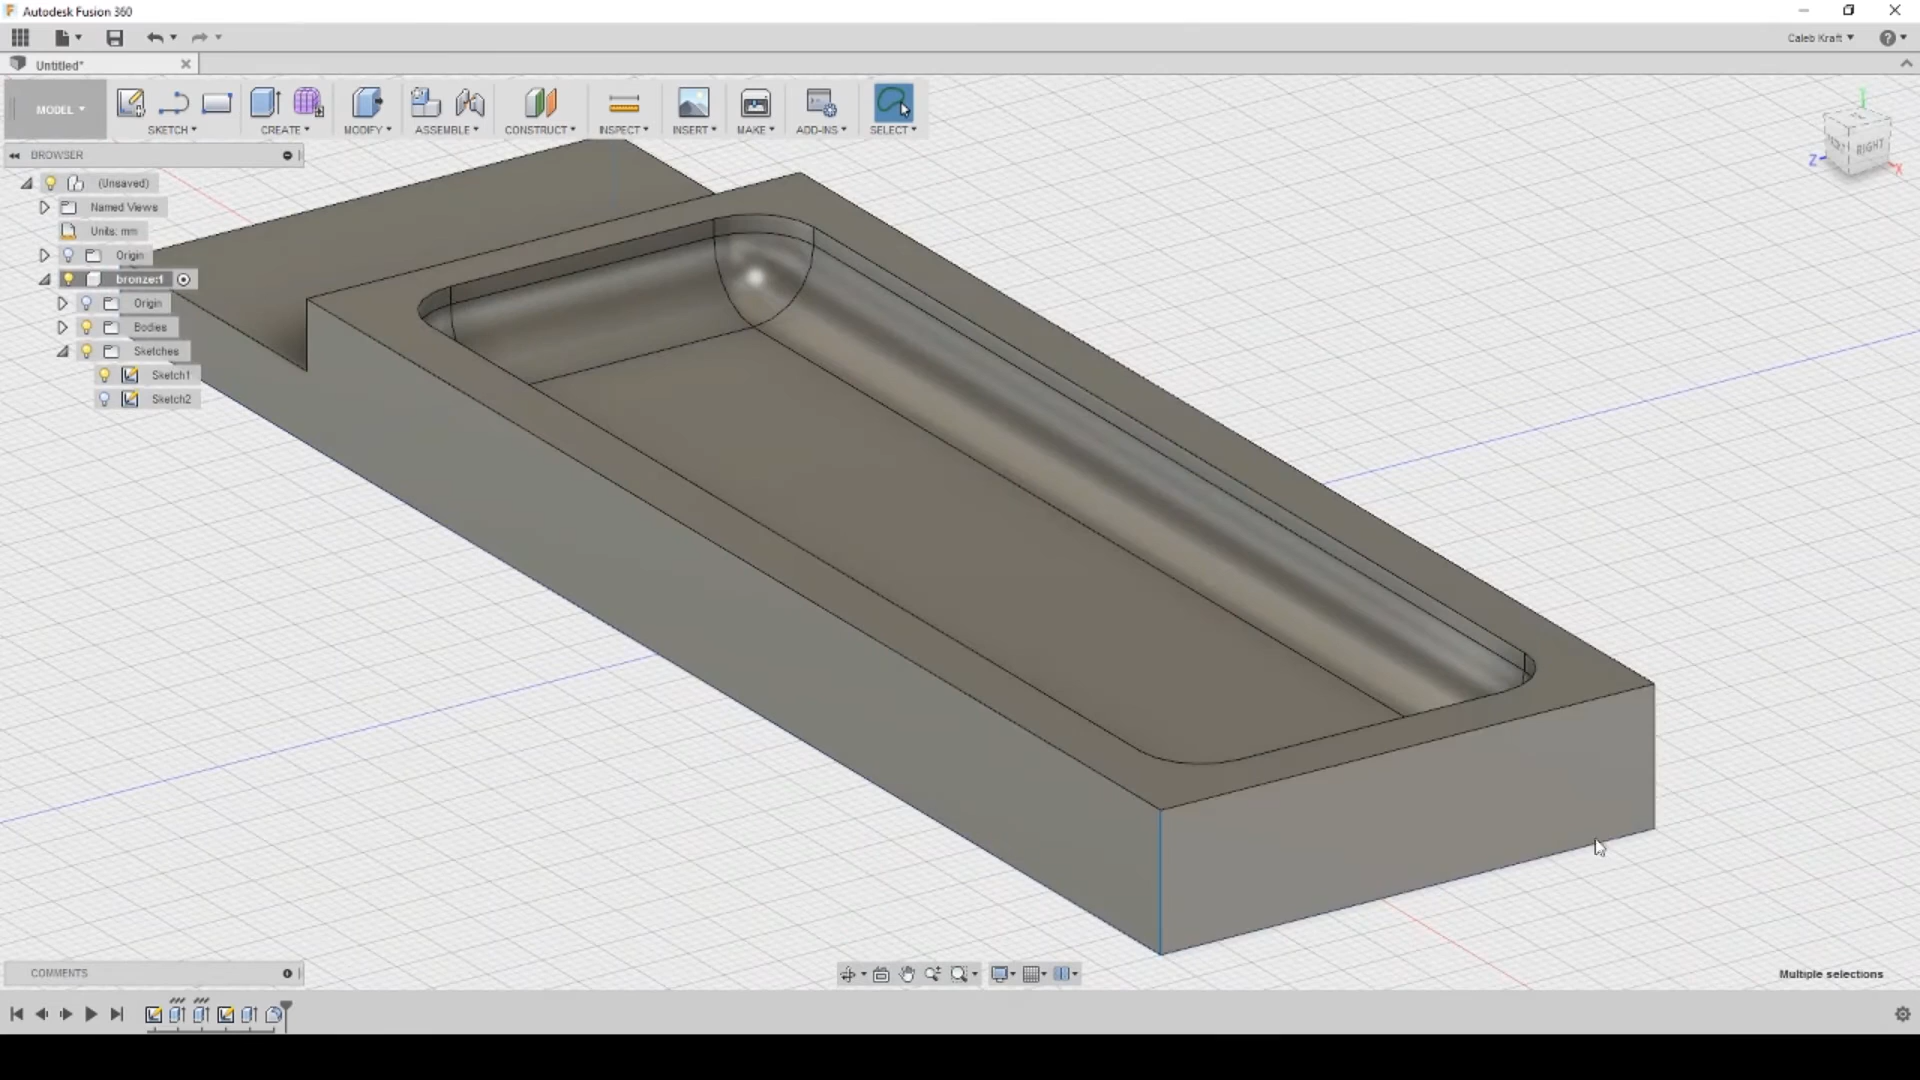 Autodesk Fusion 360
Caleb Kraft
Untitled*
MODEL
SKETCH
CREATE
MODIFY
ASSEMBLE
CONSTRUCT
INSPECT
INSERT
MAKE
ADD-INS
SELECT
BROWSER
(Unsaved)
Named Views
Units: mm
Origin
bronze:1
Origin
Bodies
Sketches
Sketch1
Sketch2
RIGHT
Z
X
COMMENTS
Multiple selections